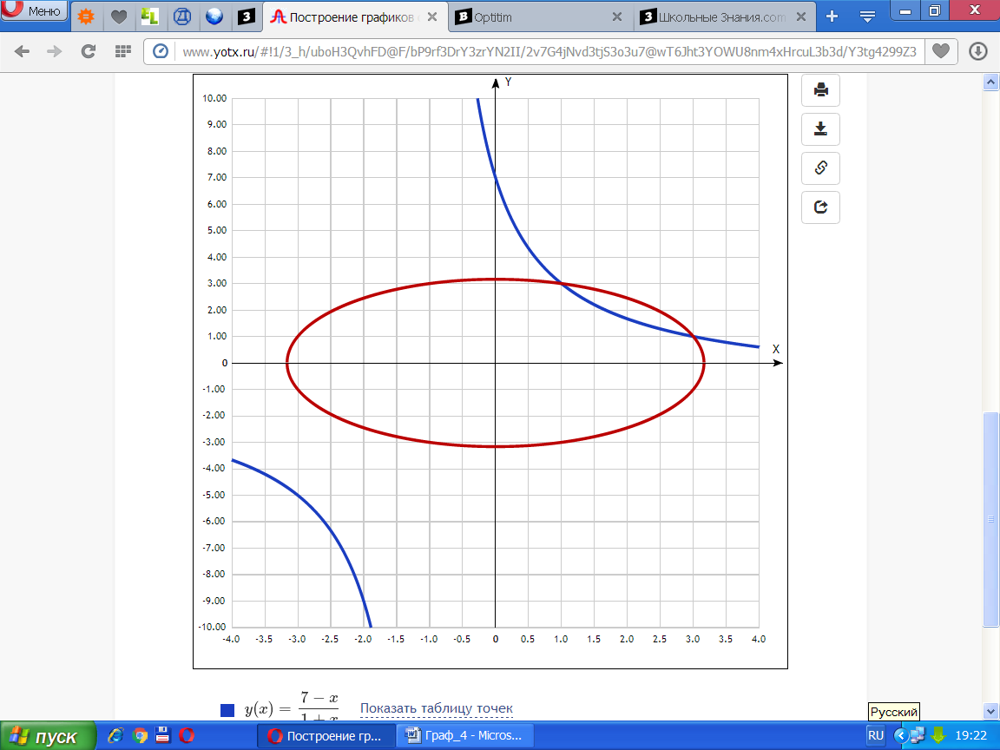 Меню
Построение графиков
Optitim
Школьные Знания.com
www.yotx.ru/#!1/3_h/uboH3QvhFD@F/bP9rf3DrY3zrYN2II/2v7G4jNvd3tjS3o3u7@wT6Jht3YOWU8nm4xHrcuL3b3d/Y3tg4299Z3
Y
10.00
9.00
8.00
7.00
6.00
5.00
4.00
3.00
2.00
1.00
X
0
-1.00
-2.00
-3.00
-4.00
-5.00
-6.00
-7.00
-8.00
-9.00
-10.00
-4.0 -3.5 -3.0 -2.5 -2.0 -1.5 -1.0 -0.5 0 0.5 1.0 1.5 2.0 2.5 3.0 3.5 4.0
y(x) = (7 − x)/(1 + x) Показать таблицу точек
Русский
пуск
Построение гр...
Граф_4 - Micros...
RU
19:22